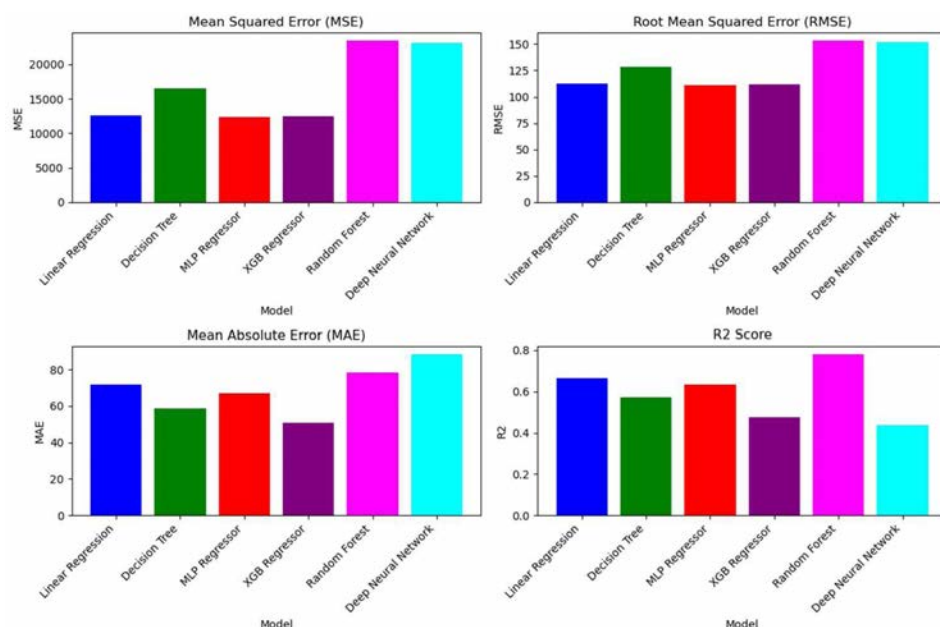 Mean Squared Error (MSE)
MSE
20000
15000
10000
5000
0
Linear Regression
Decision Tree
MLP Regressor
XGB Regressor
Random Forest
Deep Neural Network
Model
Root Mean Squared Error (RMSE)
RMSE
150
125
100
75
50
25
0
Linear Regression
Decision Tree
MLP Regressor
XGB Regressor
Random Forest
Deep Neural Network
Model
Mean Absolute Error (MAE)
MAE
80
60
40
20
0
Linear Regression
Decision Tree
MLP Regressor
XGB Regressor
Random Forest
Deep Neural Network
Model
R2 Score
R2
0.8
0.6
0.4
0.2
0.0
Linear Regression
Decision Tree
MLP Regressor
XGB Regressor
Random Forest
Deep Neural Network
Model